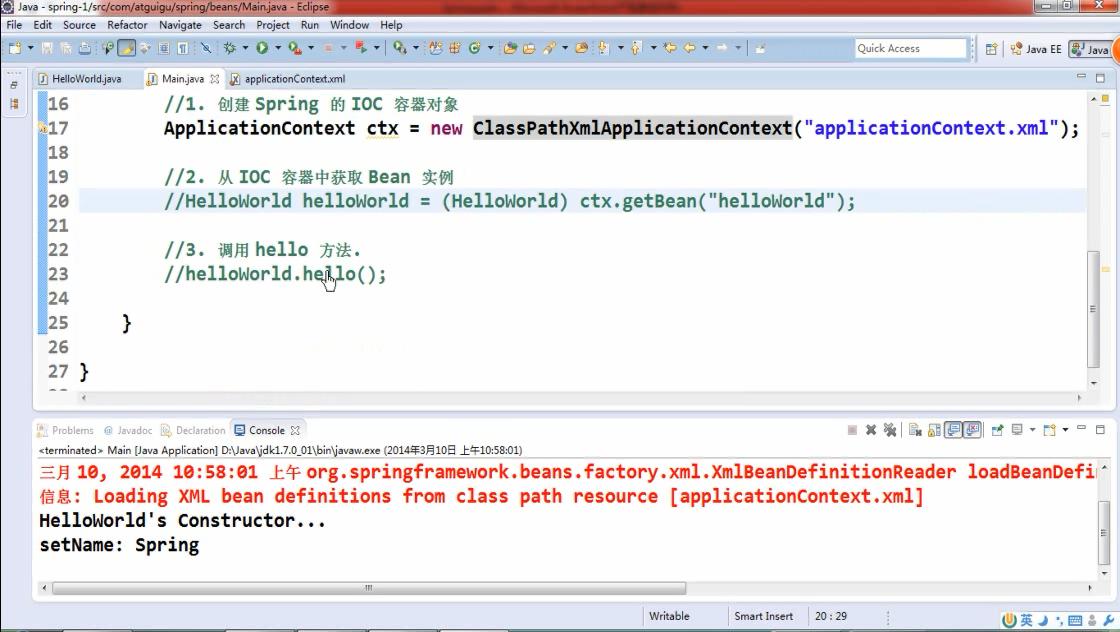 Java - spring-1/src/com/atguigu/spring/beans/Main.java - Eclipse
File Edit Source Refactor Navigate Search Project Run Window Help
Quick Access
Java EE
Java
HelloWorld.java
Main.java
applicationContext.xml
16 //1. 创建 Spring 的 IOC 容器对象
17 ApplicationContext ctx = new ClassPathXmlApplicationContext("applicationContext.xml");
18
19 //2. 从 IOC 容器中获取 Bean 实例
20 //HelloWorld helloWorld = (HelloWorld) ctx.getBean("helloWorld");
21
22 //3. 调用 hello 方法.
23 //helloWorld.hello();
24
25 }
26
27 }
Problems @ Javadoc Declaration Console
<terminated> Main [Java Application] D:\Java\jdk1.7.0_01\bin\javaw.exe (2014年3月10日 上午10:58:01)
三月 10, 2014 10:58:01 上午 org.springframework.beans.factory.xml.XmlBeanDefinitionReader loadBeanDefi
信息: Loading XML bean definitions from class path resource [applicationContext.xml]
HelloWorld's Constructor...
setName: Spring
Writable
Smart Insert
20 : 29
英